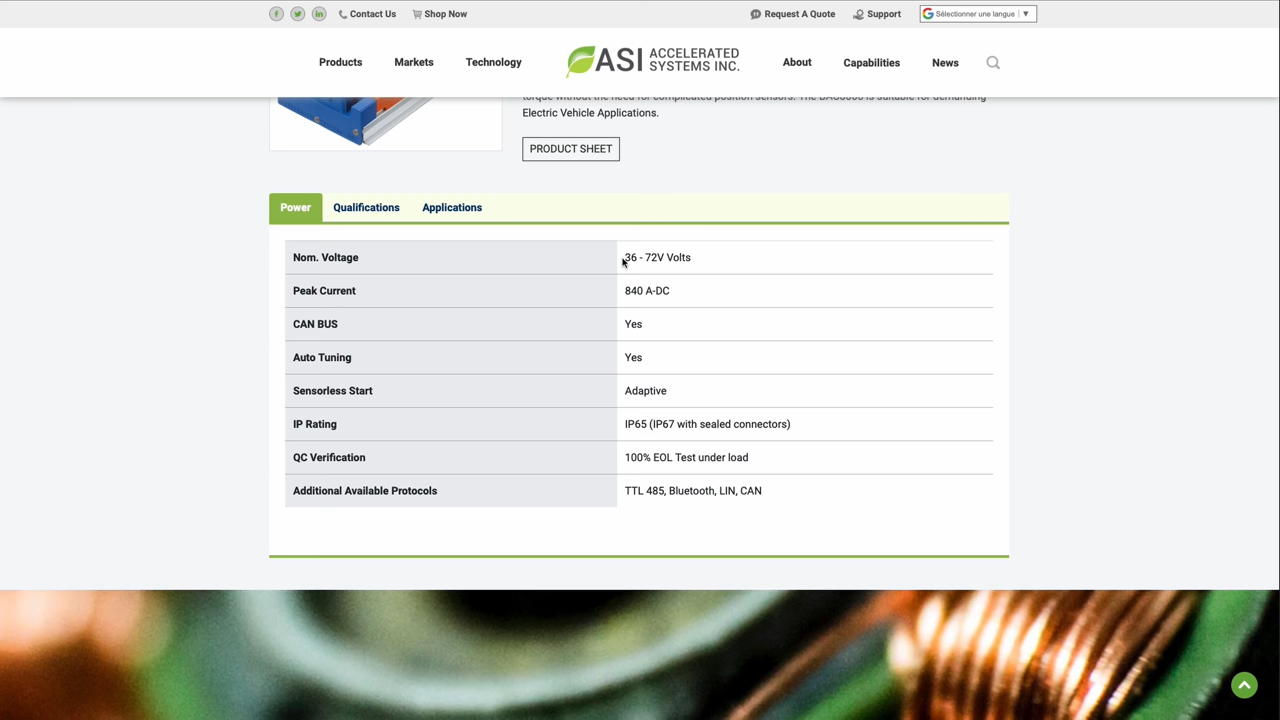 Contact Us Shop Now Request A Quote Support Sélectionner une langue
Products Markets Technology ASI ACCELERATED SYSTEMS INC. About Capabilities News
Electric Vehicle Applications.
PRODUCT SHEET
Power Qualifications Applications
Nom. Voltage 36 - 72V Volts
Peak Current 840 A-DC
CAN BUS Yes
Auto Tuning Yes
Sensorless Start Adaptive
IP Rating IP65 (IP67 with sealed connectors)
QC Verification 100% EOL Test under load
Additional Available Protocols TTL 485, Bluetooth, LIN, CAN